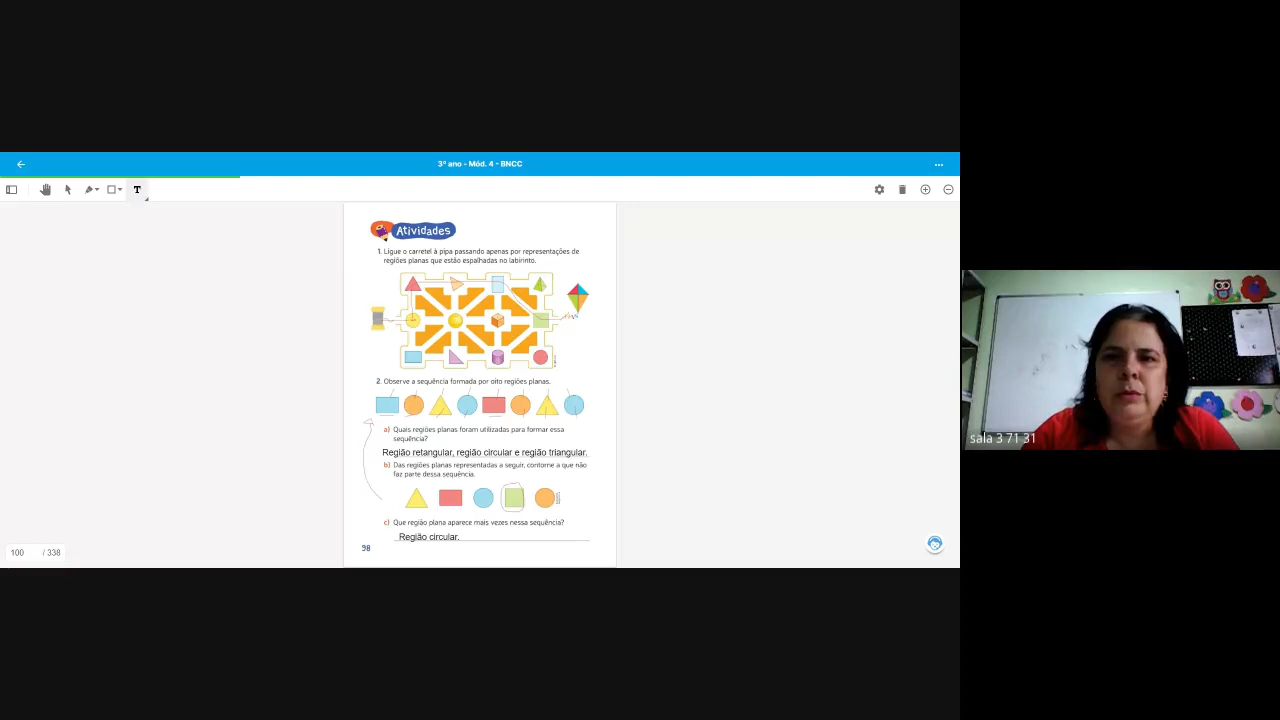 3º ano - Mód. 4 - BNCC
T
Atividades
1. Ligue o carretel à pipa passando apenas por representações de
regiões planas que estão espalhadas no labirinto.
2. Observe a sequência formada por oito regiões planas.
a) Quais regiões planas foram utilizadas para formar essa
sequência?
Região retangular, região circular e região triangular.
b) Das regiões planas representadas a seguir, contorne a que não
faz parte dessa sequência.
c) Que região plana aparece mais vezes nessa sequência?
Região circular.
98
100 / 338
sala 3 71 31